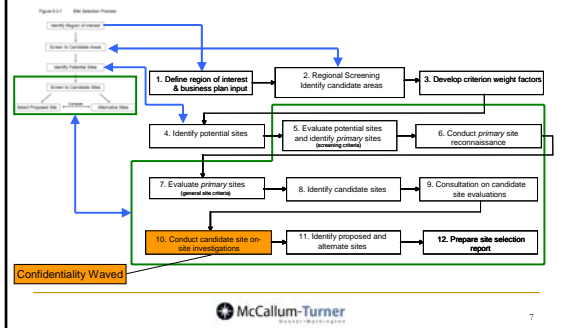 Figure 9.3-1 Site Selection Process
Identify Region of Interest
Screen to Candidate Areas
Identify Potential Sites
Screen to Candidate Sites
Select Proposed Site
Compare
Alternative Sites
1. Define region of interest
& business plan input
2. Regional Screening
Identify candidate areas
3. Develop criterion weight factors
4. Identify potential sites
5. Evaluate potential sites
and identify primary sites
(screening criteria)
6. Conduct primary site
reconnaissance
7. Evaluate primary sites
(general site criteria)
8. Identify candidate sites
9. Consultation on candidate
site evaluations
10. Conduct candidate site on-
site investigations
11. Identify proposed and
alternate sites
12. Prepare site selection
report
Confidentiality Waved
McCallum-Turner
Denver•Washington
7